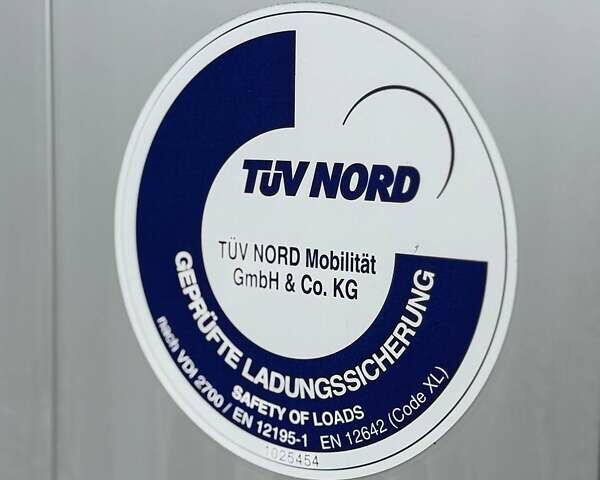 TÜV NORD
TÜV NORD Mobilität
GmbH & Co. KG
GEPRÜFTE LADUNGSSICHERUNG
SAFETY OF LOADS
nach VDI 2700 / EN 12195-1 EN 12642 (Code XL)
1025454